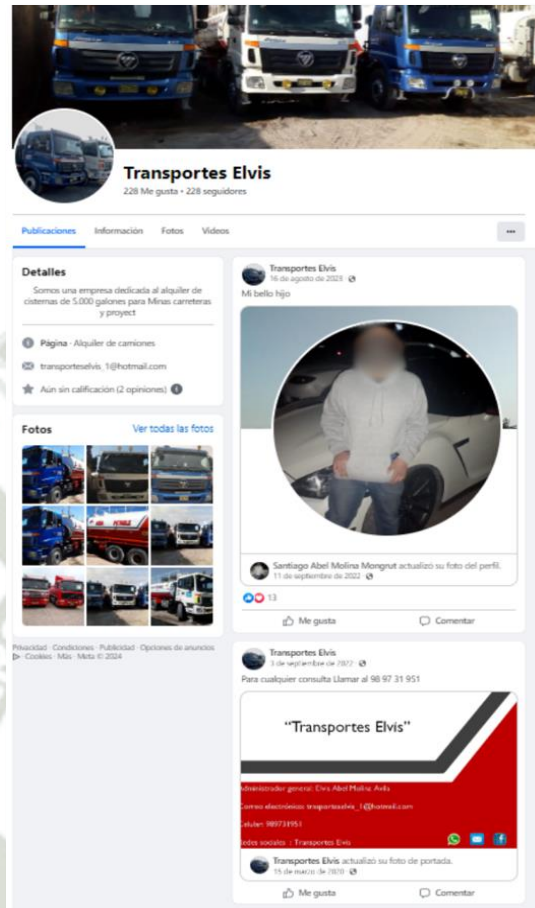 Transportes Elvis
228 Me gusta • 228 seguidores
Publicaciones
Información
Fotos
Videos
Detalles
Somos una empresa dedicada al alquiler de
cisternas de 5.000 galones para Minas carreteras
y proyect
Página · Alquiler de camiones
transporteselvis_1@hotmail.com
Aún sin calificación (2 opiniones)
Fotos
Ver todas las fotos
Privacidad · Condiciones · Publicidad · Opciones de anuncios
Cookies · Más · Meta © 2024
Transportes Elvis
16 de agosto de 2023
Mi bello hijo
Santiago Abel Molina Mongrut actualizó su foto del perfil.
11 de septiembre de 2022
13
Me gusta
Comentar
Transportes Elvis
3 de septiembre de 2022
Para cualquier consulta Llamar al 98 97 31 951
“Transportes Elvis”
Administrador general: Elvis Abel Molina Avila
Correo electrónico: trasporteselvis_1@hotmail.com
Celular: 989731951
Redes sociales : Transportes Elvis
Transportes Elvis actualizó su foto de portada.
15 de marzo de 2020
Me gusta
Comentar